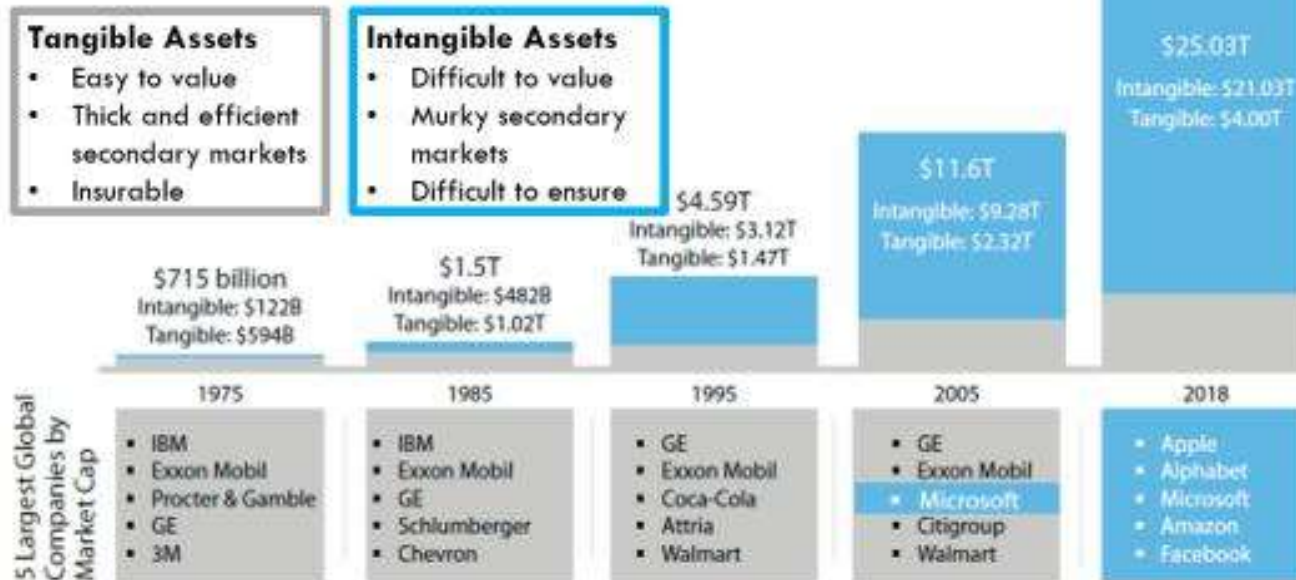 Tangible Assets
• Easy to value
• Thick and efficient
secondary markets
• Insurable
Intangible Assets
• Difficult to value
• Murky secondary
markets
• Difficult to ensure
$715 billion
Intangible: $122B
Tangible: $594B
$1.5T
Intangible: $482B
Tangible: $1.02T
$4.59T
Intangible: $3.12T
Tangible: $1.47T
$11.6T
Intangible: $9.28T
Tangible: $2.32T
$25.03T
Intangible: $21.03T
Tangible: $4.00T
5 Largest Global
Companies by
Market Cap
1975
▪ IBM
▪ Exxon Mobil
▪ Procter & Gamble
▪ GE
▪ 3M
1985
▪ IBM
▪ Exxon Mobil
▪ GE
▪ Schlumberger
▪ Chevron
1995
▪ GE
▪ Exxon Mobil
▪ Coca-Cola
▪ Attria
▪ Walmart
2005
▪ GE
▪ Exxon Mobil
▪ Microsoft
▪ Citigroup
▪ Walmart
2018
▪ Apple
▪ Alphabet
▪ Microsoft
▪ Amazon
▪ Facebook